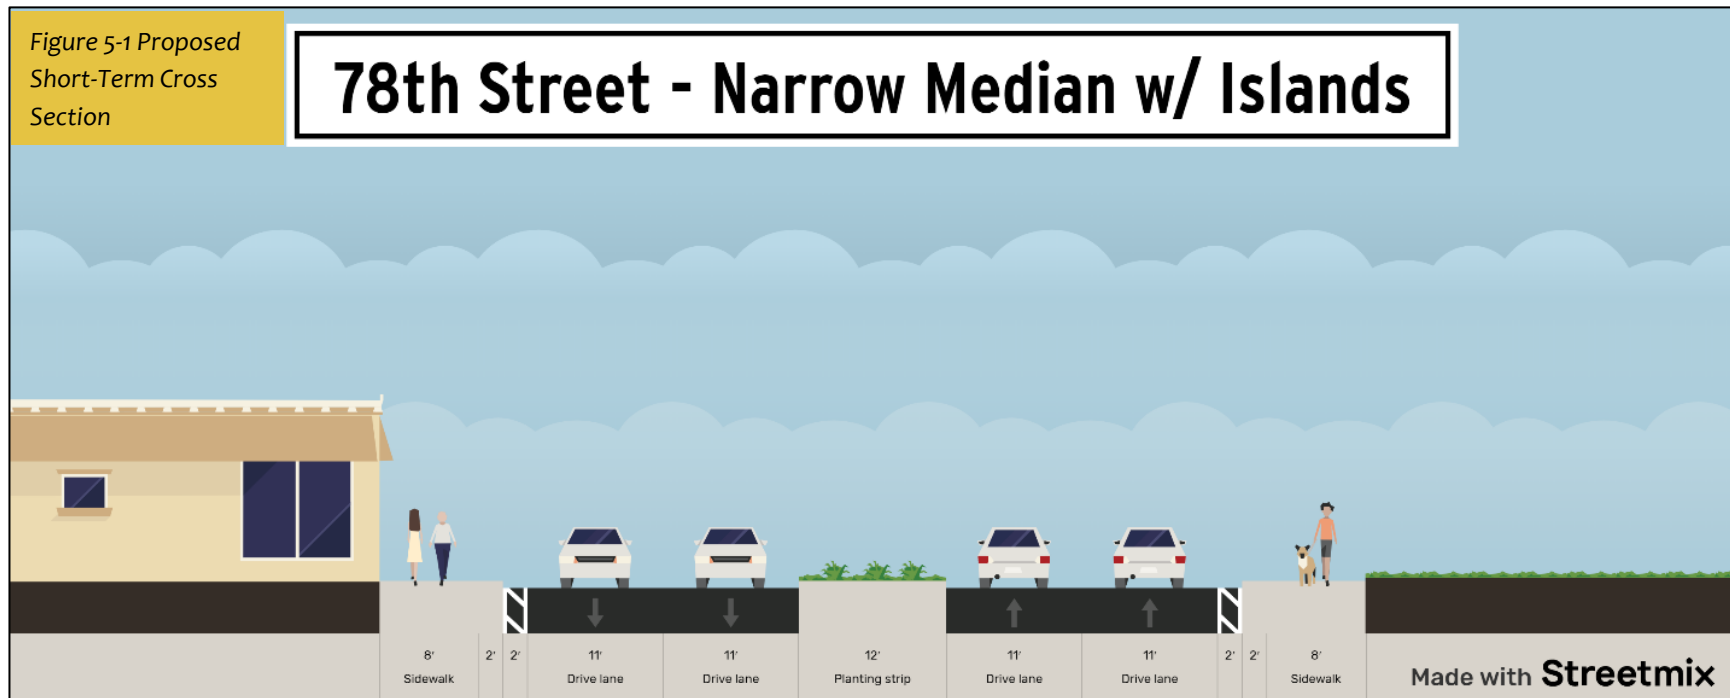 Figure 5-1 Proposed
Short-Term Cross
Section
78th Street - Narrow Median w/ Islands
8' 2' 2' 11' 11' 12' 11' 11' 2' 2' 8'
Sidewalk Drive lane Drive lane Planting strip Drive lane Drive lane Sidewalk
Made with Streetmix